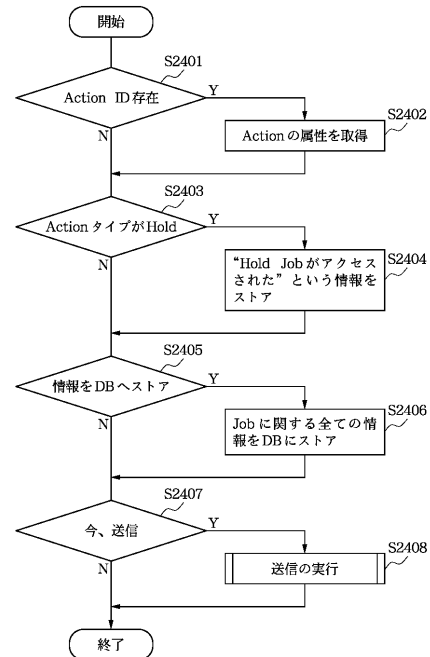 開始
S2401
Action ID存在
Y
N
S2402
Actionの属性を取得
S2403
ActionタイプがHold
Y
N
S2404
“Hold Jobがアクセス
された”という情報を
ストア
S2405
情報をDBへストア
Y
N
S2406
Jobに関する全ての情
報をDBにストア
S2407
今、送信
Y
N
S2408
送信の実行
終了